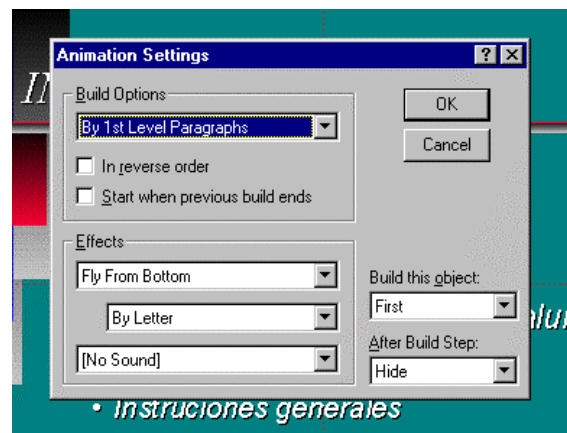 Animation Settings
Build Options
By 1st Level Paragraphs
In reverse order
Start when previous build ends
OK
Cancel
Effects
Fly From Bottom
By Letter
[No Sound]
Build this object:
First
After Build Step:
Hide
• Instruciones generales